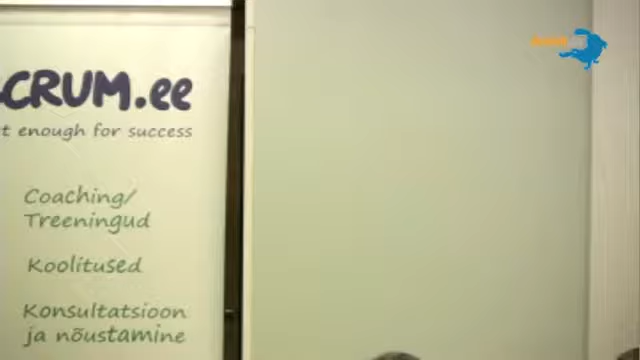 CRUM.ee
t enough for success
Coaching/
Treeningud
Koolitused
Konsultatsioon
ja nõustamine